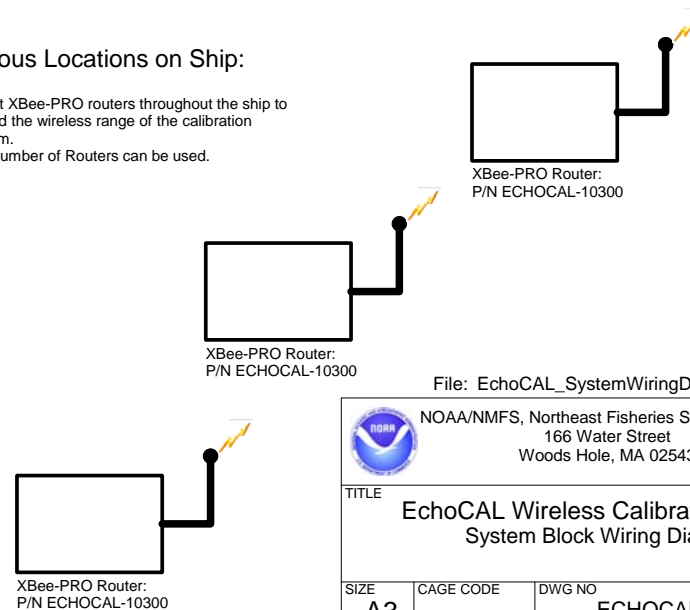 ous Locations on Ship:
t XBee-PRO routers throughout the ship to
d the wireless range of the calibration
m.
umber of Routers can be used.
XBee-PRO Router:
P/N ECHOCAL-10300
XBee-PRO Router:
P/N ECHOCAL-10300
XBee-PRO Router:
P/N ECHOCAL-10300
File: EchoCAL_SystemWiringD
NOAA
NOAA/NMFS, Northeast Fisheries S
166 Water Street
Woods Hole, MA 02543
TITLE
EchoCAL Wireless Calibra
System Block Wiring Dia
SIZE
CAGE CODE
DWG NO
A3
ECHOCAL